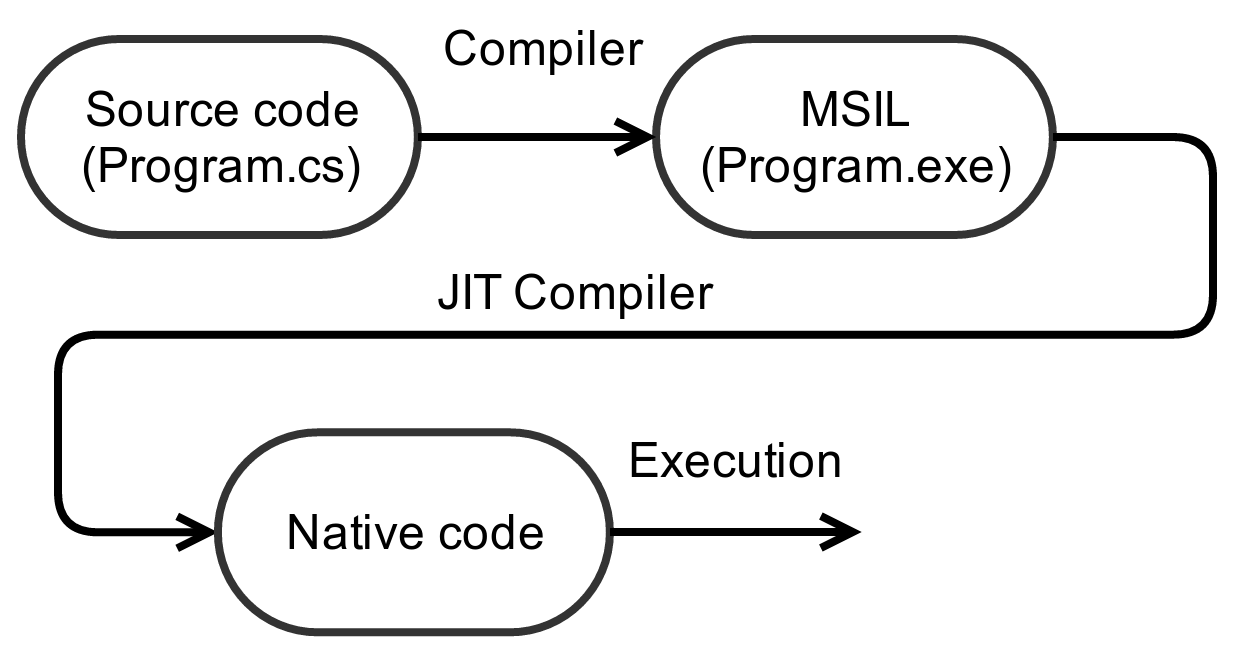 Compiler
Source code
(Program.cs)
MSIL
(Program.exe)
JIT Compiler
Execution
Native code